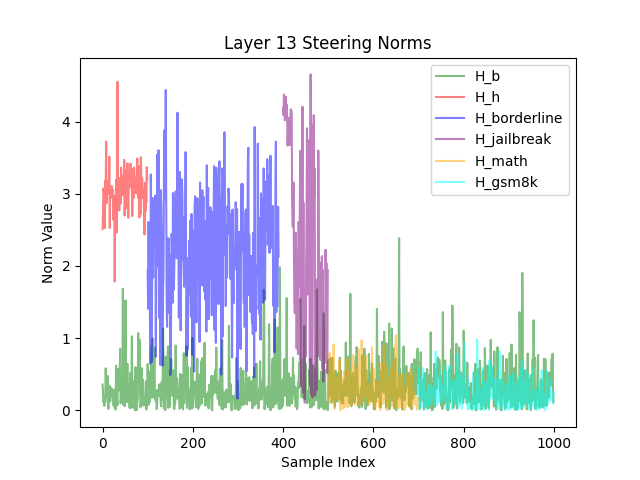 Layer 13 Steering Norms
H_b
H_h
H_borderline
H_jailbreak
H_math
H_gsm8k
Norm Value
4
3
2
1
0
0 200 400 600 800 1000
Sample Index